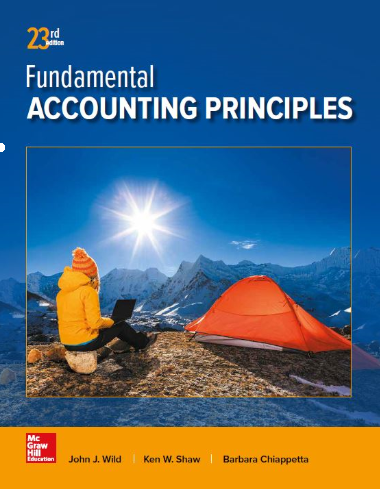 23rd
edition
Fundamental
ACCOUNTING PRINCIPLES
Mc
Graw
Hill
Education
John J. Wild | Ken W. Shaw | Barbara Chiappetta